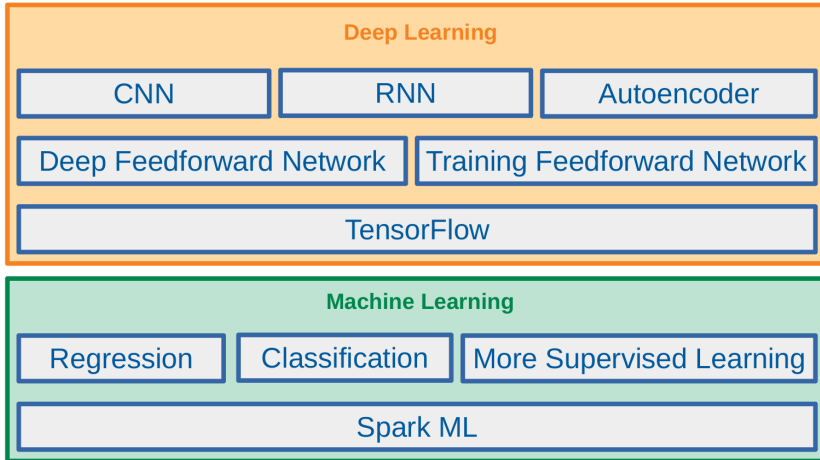 Deep Learning
CNN RNN Autoencoder
Deep Feedforward Network Training Feedforward Network
TensorFlow
Machine Learning
Regression Classification More Supervised Learning
Spark ML